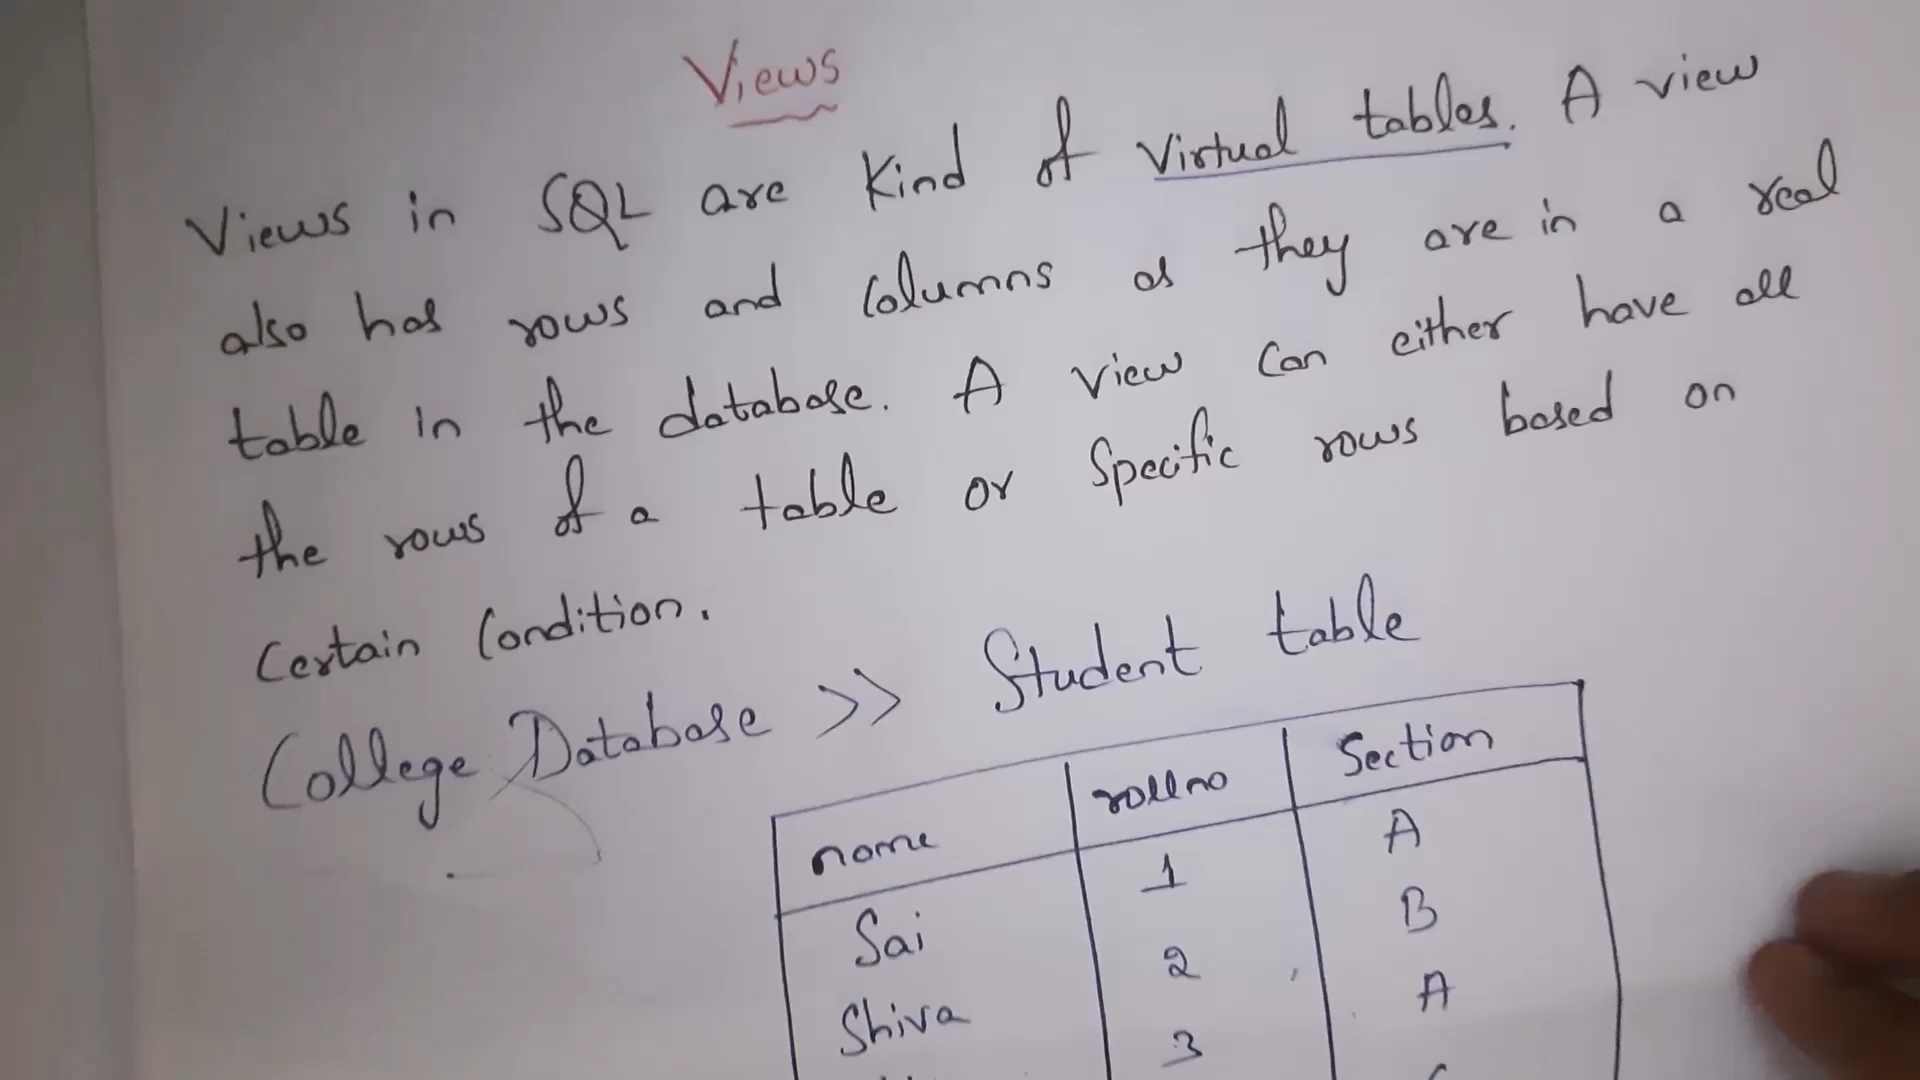 Views
Views in SQL are Kind of Virtual tables. A view
also has rows and Columns as they are in a real
table in the database. A View Can either have all
the rows of a table or Specific rows based on
Certain Condition.
College Database >> Student table
name rollno Section
Sai 1 A
Shiva 2 B
3 A